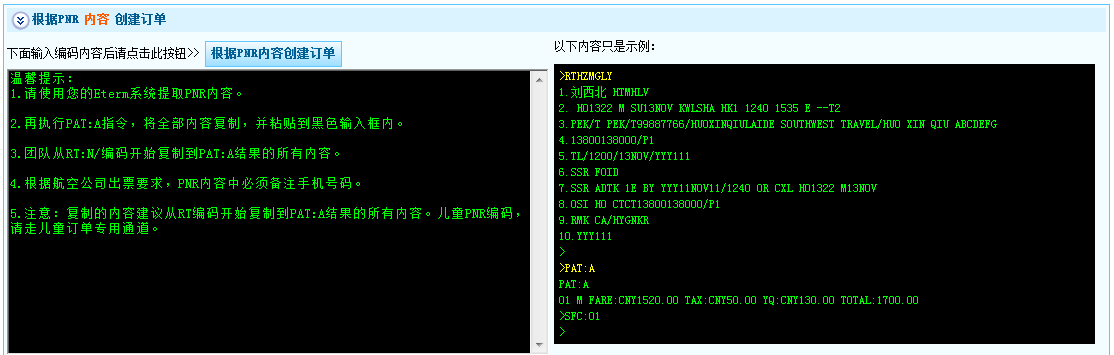 根据PNR 内容 创建订单
下面输入编码内容后请点击此按钮>> 根据PNR内容创建订单
温馨提示：
1.请使用您的Eterm系统提取PNR内容。
2.再执行PAT:A指令，将全部内容复制，并粘贴到黑色输入框内。
3.团队从RT:N/编码开始复制到PAT:A结果的所有内容。
4.根据航空公司出票要求，PNR内容中必须备注手机号码。
5.注意：复制的内容建议从RT编码开始复制到PAT:A结果的所有内容。儿童PNR编码，
请走儿童订单专用通道。
以下内容只是示例：
>RTHZMGLY
1.刘西北 HTMHLV
2. HO1322 M SU13NOV KWLSHA HK1 1240 1535 E --T2
3.PEK/T PEK/T99887766/HUOXINQIULAIDE SOUTHWEST TRAVEL/HUO XIN QIU ABCDEFG
4.13800138000/P1
5.TL/1200/13NOV/YYY111
6.SSR FOID
7.SSR ADTK 1E BY YYY11NOV11/1240 OR CXL HO1322 M13NOV
8.OSI HO CTCT13800138000/P1
9.RMK CA/HYGNKR
10.YYY111
>
>PAT:A
PAT:A
01 M FARE:CNY1520.00 TAX:CNY50.00 YQ:CNY130.00 TOTAL:1700.00
>SFC:01
>